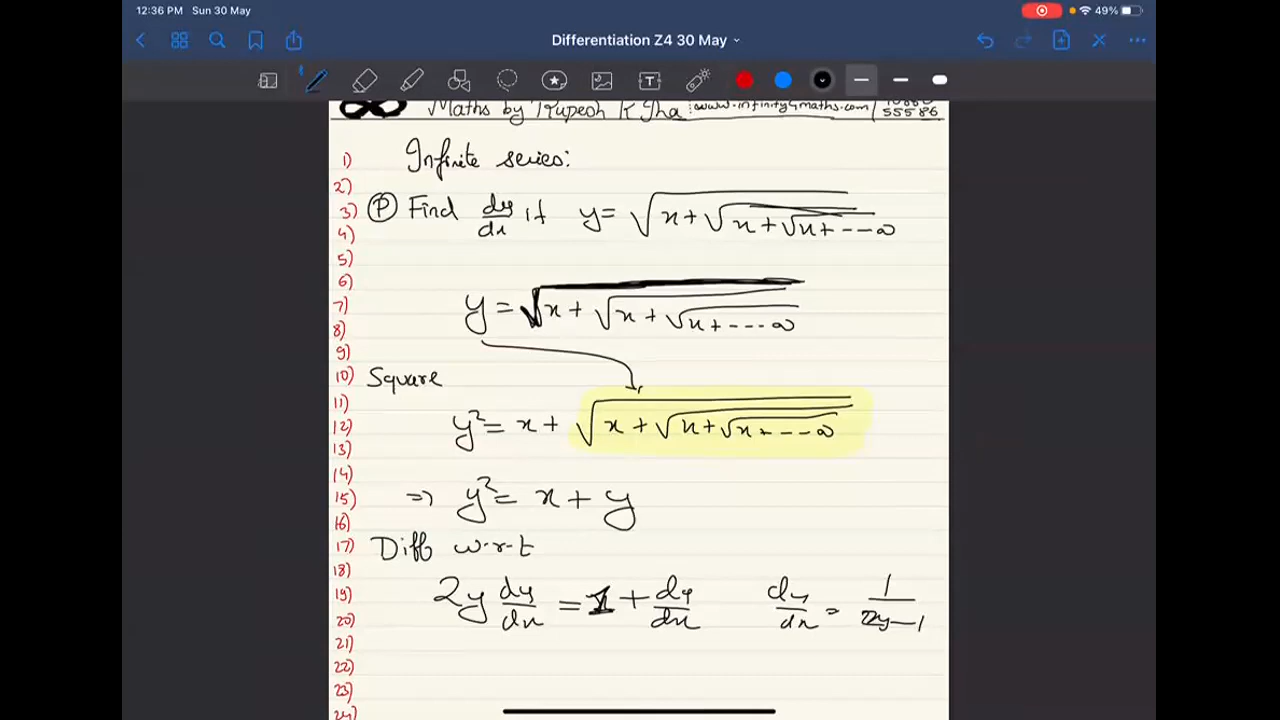 12:36 PM Sun 30 May 49%
Differentiation Z4 30 May
Maths by Rupesh K Jha www.infinity4maths.com/
55586
Infinite series:
1)
2)
3) Ⓟ Find dy/dx if y = √(x + √(x + √(x + --- ∞
4)
5)
6)
7) y = √(x + √(x + √(x + ---- ∞
8)
9)
10) Square
11)
12) y² = x + √(x + √(x + √(x + --- ∞
13)
14)
15) ⇒ y² = x + y
16)
17) Diff w.r.t
18)
19) 2y dy/dx = 1 + dy/dx dy/dx = 1/(2y-1)
20)
21)
22)
23)
24)